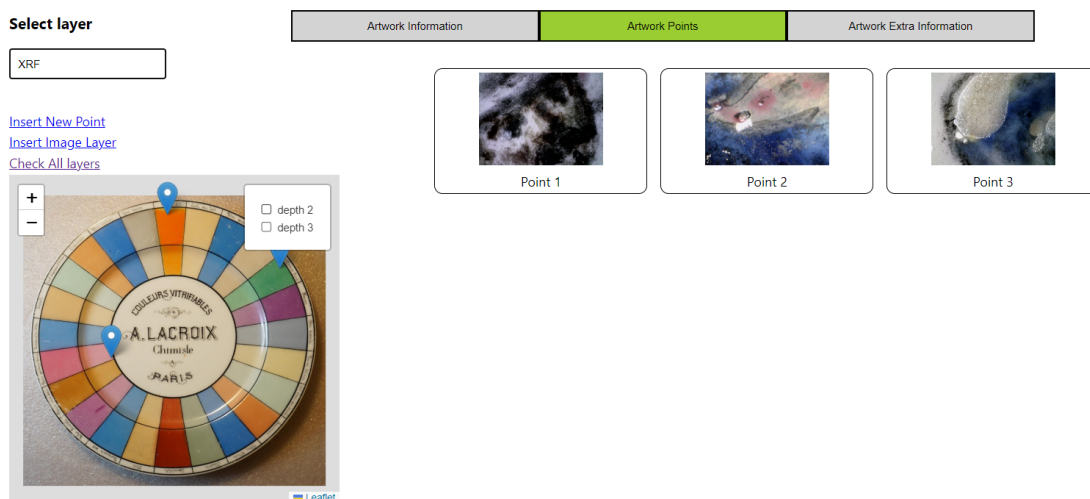 Select layer
XRF
Insert New Point
Insert Image Layer
Check All layers
+
−
depth 2
depth 3
COULEURS VITRIFIABLES
A. LACROIX
Chimiste
PARIS
Leaflet
Artwork Information
Artwork Points
Artwork Extra Information
Point 1
Point 2
Point 3